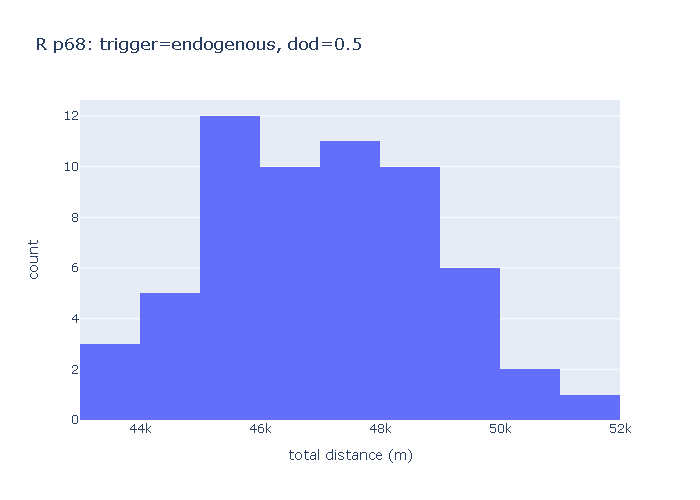 R p68: trigger=endogenous, dod=0.5
12
10
8
6
4
2
0
count
44k 46k 48k 50k 52k
total distance (m)